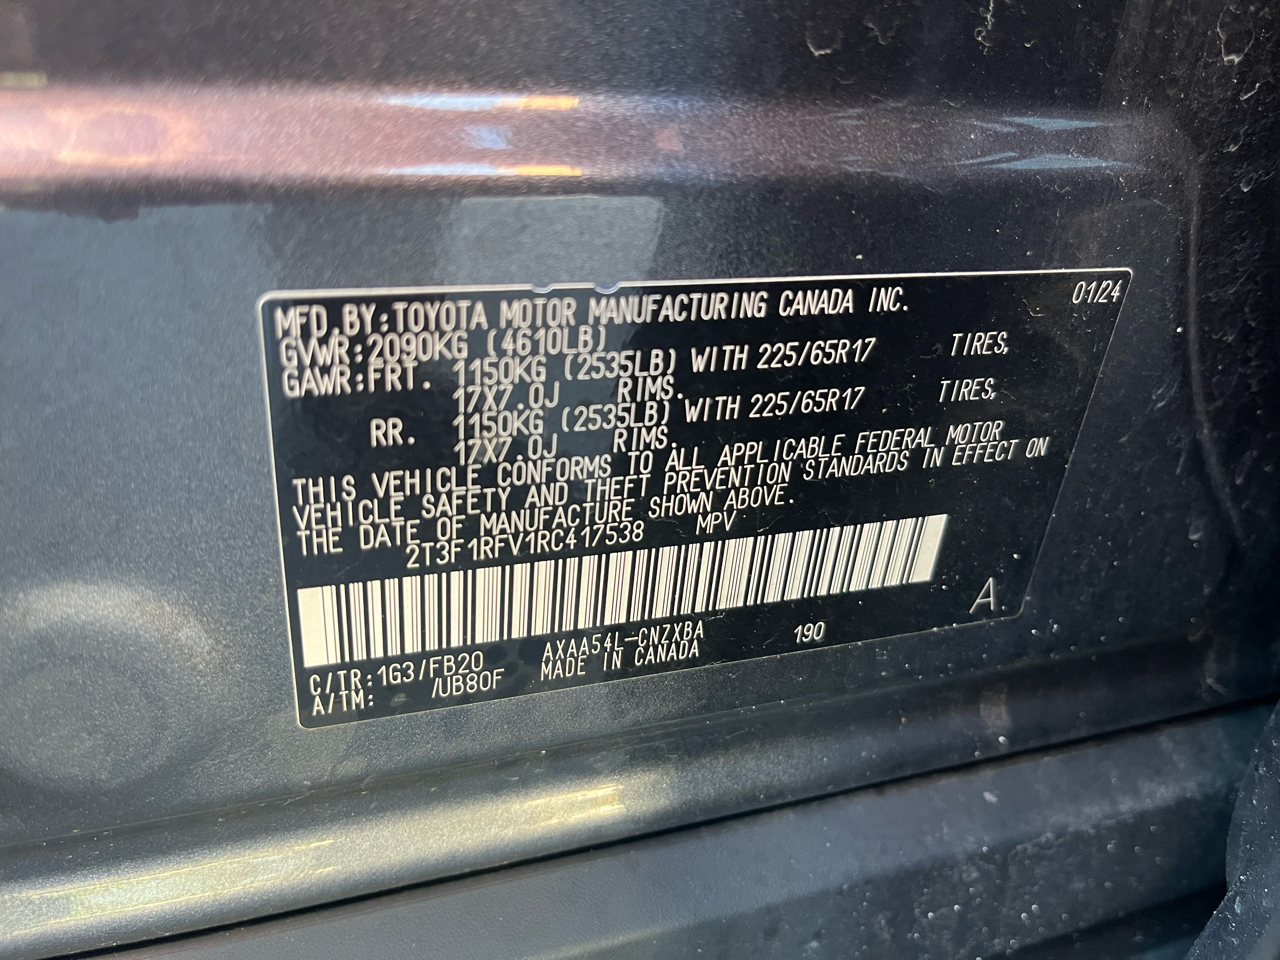 MFD.BY:TOYOTA MOTOR MANUFACTURING CANADA INC. 01/24
GVWR:2090KG (4610LB)
GAWR:FRT. 1150KG (2535LB) WITH 225/65R17 TIRES,
17X7.0J RIMS.
RR. 1150KG (2535LB) WITH 225/65R17 TIRES,
17X7.0J RIMS.
THIS VEHICLE CONFORMS TO ALL APPLICABLE FEDERAL MOTOR
VEHICLE SAFETY AND THEFT PREVENTION STANDARDS IN EFFECT ON
THE DATE OF MANUFACTURE SHOWN ABOVE.
2T3F1RFV1RC417538 MPV
A
C/TR:1G3/FB20 AXAA54L-CNZXBA 190
A/TM: /UB80F MADE IN CANADA